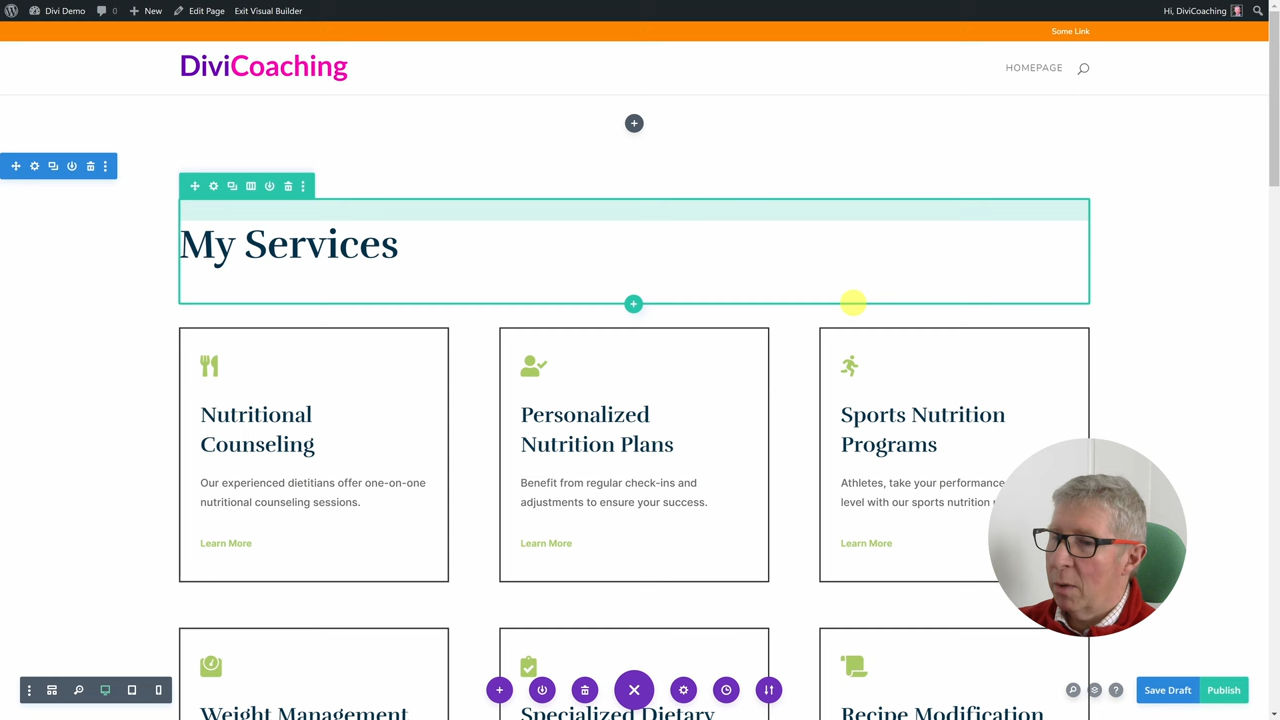 Divi Demo 0 New Edit Page Exit Visual Builder Hi, DiviCoaching
Some Link
DiviCoaching
HOMEPAGE
My Services
Nutritional
Counseling
Our experienced dietitians offer one-on-one
nutritional counseling sessions.
Learn More
Personalized
Nutrition Plans
Benefit from regular check-ins and
adjustments to ensure your success.
Learn More
Sports Nutrition
Programs
Athletes, take your performance
level with our sports nutrition
Learn More
Weight Management
Specialized Dietary
Recipe Modification
Save Draft Publish